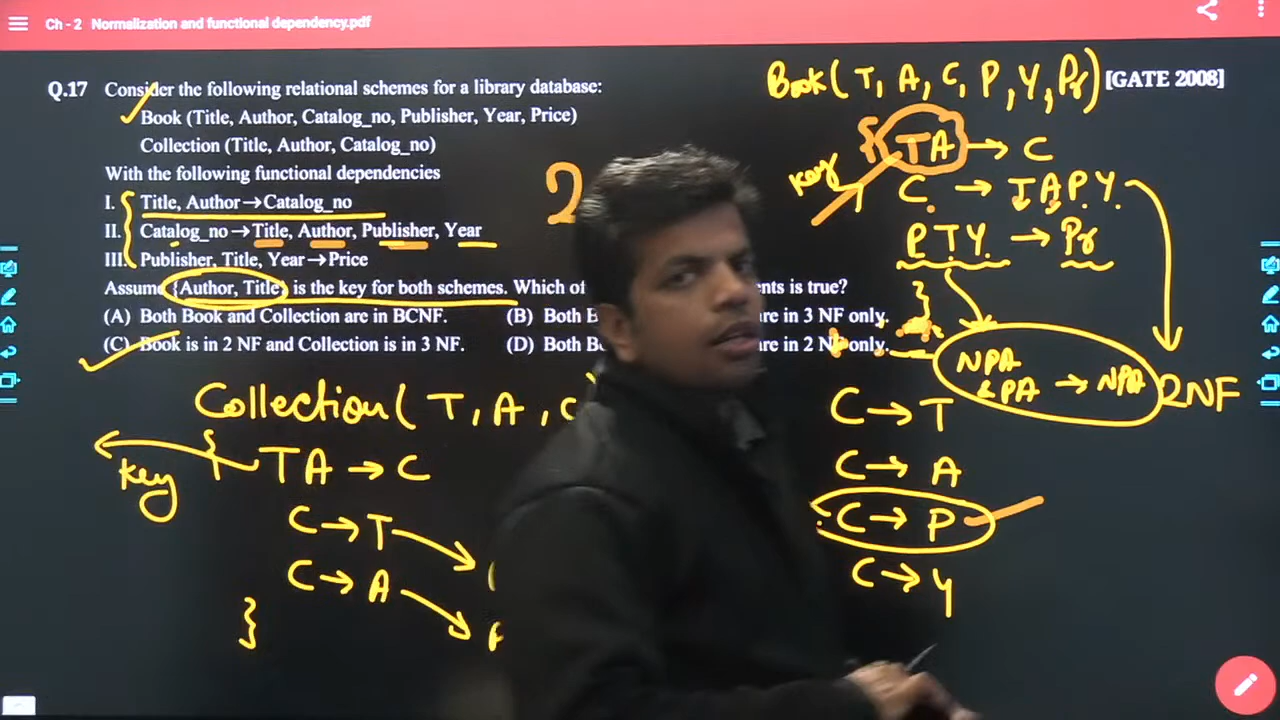 Ch - 2 Normalization and functional dependency.pdf
Q.17 Consider the following relational schemes for a library database:
Book (Title, Author, Catalog_no, Publisher, Year, Price)
Collection (Title, Author, Catalog_no)
With the following functional dependencies
I. Title, Author→Catalog_no
II. Catalog_no→Title, Author, Publisher, Year
III. Publisher, Title, Year→Price
Assume {Author, Title} is the key for both schemes. Which of ents is true?
(A) Both Book and Collection are in BCNF. (B) Both B re in 3 NF only.
(C) Book is in 2 NF and Collection is in 3 NF. (D) Both B are in 2 NF only.
[GATE 2008]
Book( T, A, C, P, Y, Pr)
{ TA → C
key
C → T A P Y.
P T Y. → Pr
}
2
NPA
& PA → NPA
2NF
C → T
C → A
C → P
C → Y
Collection( T, A, C
{ TA → C
key
C → T
C → A
}